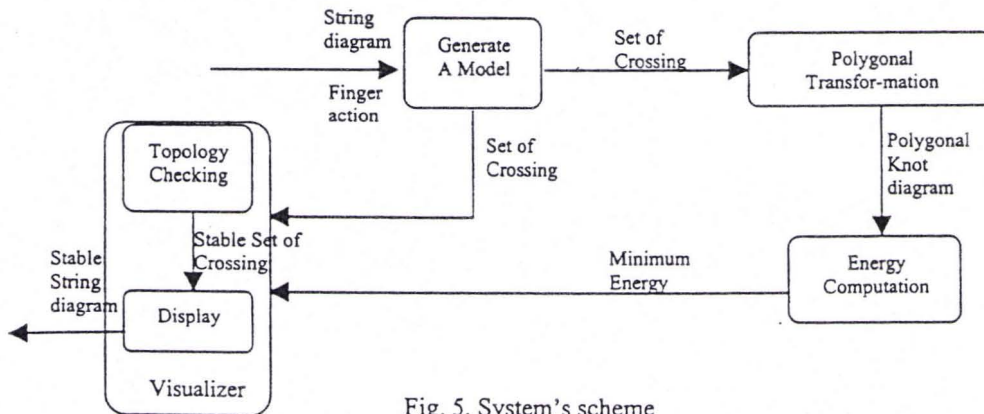 String
diagram
Finger
action
Generate
A Model
Set of
Crossing
Polygonal
Transfor-mation
Set of
Crossing
Polygonal
Knot
diagram
Topology
Checking
Stable Set of
Crossing
Stable
String
diagram
Display
Visualizer
Minimum
Energy
Energy
Computation
Fig. 5. System's scheme